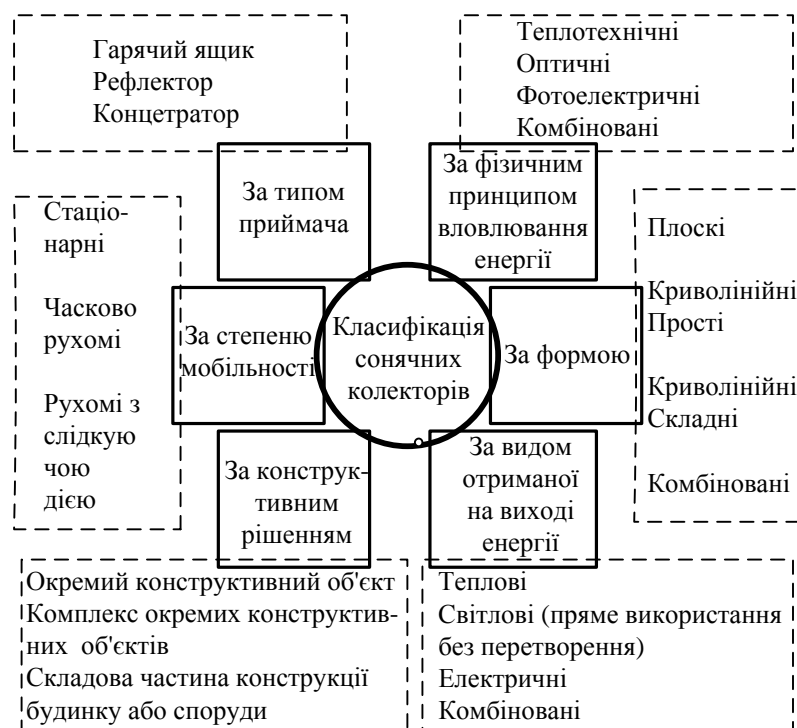 Гарячий ящик
Рефлектор
Концетратор
Теплотехнічні
Оптичні
Фотоелектричні
Комбіновані
За типом
приймача
За фізичним
принципом
вловлювання
енергії
Стаціо-
нарні
Часково
рухомі
Рухомі з
слідкую
чою
дією
За степеню
мобільності
Класифікація
сонячних
колекторів
За формою
Плоскі
Криволінійні
Прості
Криволінійні
Складні
Комбіновані
За конструк-
тивним
рішенням
За видом
отриманої
на виході
енергії
Окремий конструктивний об'єкт
Комплекс окремих конструктив-
них об'єктів
Складова частина конструкції
будинку або споруди
Теплові
Світлові (пряме використання
без перетворення)
Електричні
Комбіновані